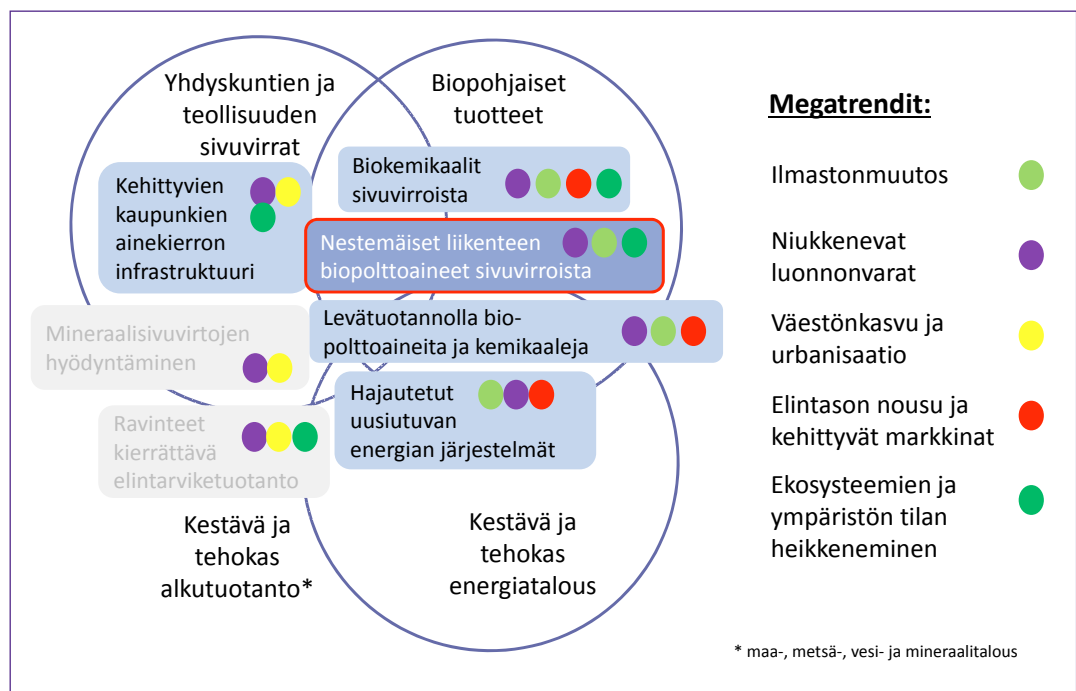 Yhdyskuntien ja
teollisuuden
sivuvirrat
Biopohjaiset
tuotteet
Kehittyvien
kaupunkien
ainekierron
infrastruktuuri
Biokemikaalit
sivuvirroista
Nestemäiset liikenteen
biopolttoaineet sivuvirroista
Mineraalisivuvirtojen
hyödyntäminen
Levätuotannolla bio-
polttoaineita ja kemikaaleja
Ravinteet
kierrättävä
elintarviketuotanto
Hajautetut
uusiutuvan
energian järjestelmät
Kestävä ja
tehokas
alkutuotanto*
Kestävä ja
tehokas
energiatalous
Megatrendit:
Ilmastonmuutos
Niukkenevat
luonnonvarat
Väestönkasvu ja
urbanisaatio
Elintason nousu ja
kehittyvät markkinat
Ekosysteemien ja
ympäristön tilan
heikkeneminen
* maa-, metsä-, vesi- ja mineraalitalous